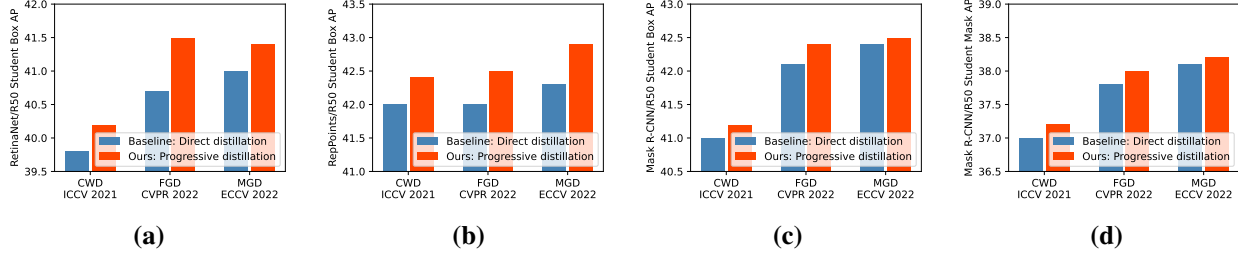 RetinaNet/R50 Student Box AP
42.0
41.5
41.0
40.5
40.0
39.5
Baseline: Direct distillation
Ours: Progressive distillation
CWD
ICCV 2021
FGD
CVPR 2022
MGD
ECCV 2022
(a)
RepPoints/R50 Student Box AP
43.5
43.0
42.5
42.0
41.5
41.0
Baseline: Direct distillation
Ours: Progressive distillation
CWD
ICCV 2021
FGD
CVPR 2022
MGD
ECCV 2022
(b)
Mask R-CNN/R50 Student Box AP
43.0
42.5
42.0
41.5
41.0
40.5
Baseline: Direct distillation
Ours: Progressive distillation
CWD
ICCV 2021
FGD
CVPR 2022
MGD
ECCV 2022
(c)
Mask R-CNN/R50 Student Mask AP
39.0
38.5
38.0
37.5
37.0
36.5
Baseline: Direct distillation
Ours: Progressive distillation
CWD
ICCV 2021
FGD
CVPR 2022
MGD
ECCV 2022
(d)